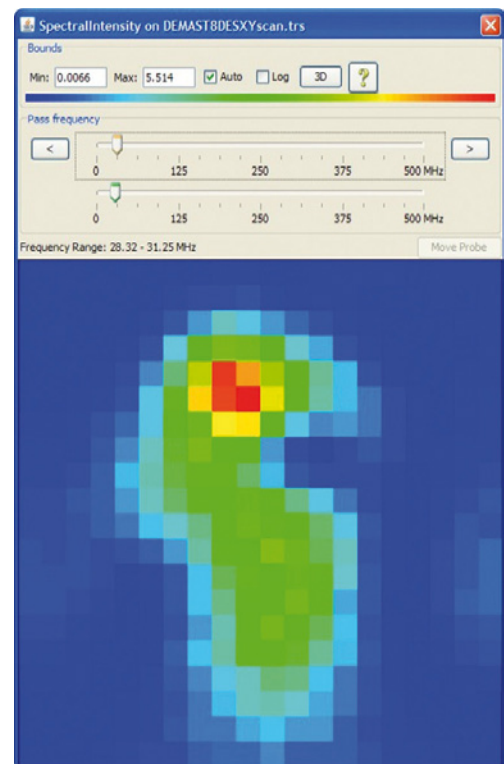 SpectralIntensity on DEMAST8DESXYscan.trs
Bounds
Min: 0.0066 Max: 5.514 Auto Log 3D ?
Pass frequency
< >
0 125 250 375 500 MHz
0 125 250 375 500 MHz
Frequency Range: 28.32 - 31.25 MHz Move Probe